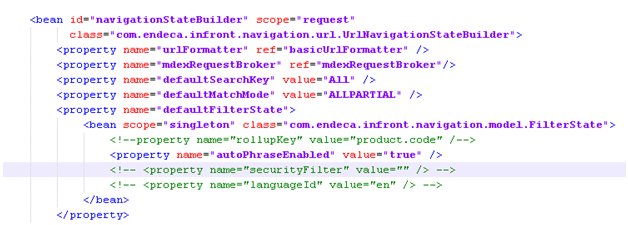 <bean id="navigationStateBuilder" scope="request"
class="com.endeca.infront.navigation.url.UrlNavigationStateBuilder">
<property name="urlFormatter" ref="basicUrlFormatter" />
<property name="mdexRequestBroker" ref="mdexRequestBroker"/>
<property name="defaultSearchKey" value="All" />
<property name="defaultMatchMode" value="ALLPARTIAL" />
<property name="defaultFilterState">
<bean scope="singleton" class="com.endeca.infront.navigation.model.FilterState">
<!--property name="rollupKey" value="product.code" /-->
<property name="autoPhraseEnabled" value="true" />
<!-- <property name="securityFilter" value="" /> -->
<!-- <property name="languageId" value="en" /> -->
</bean>
</property>